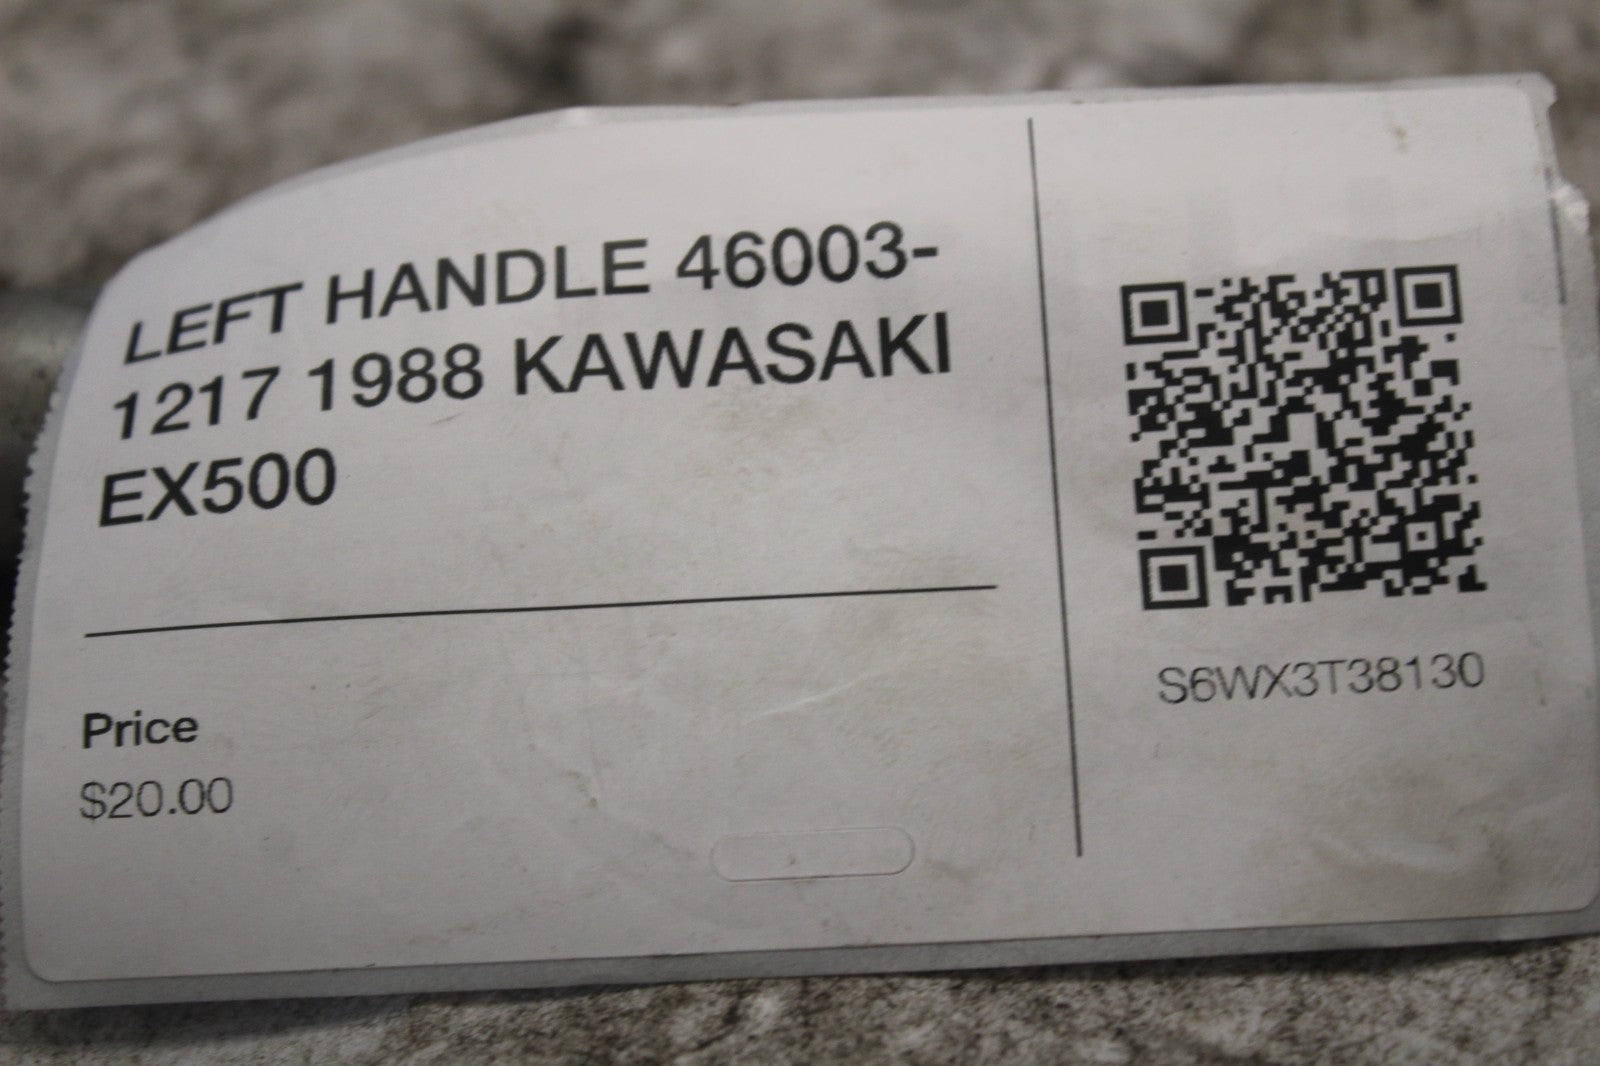 LEFT HANDLE 46003-
1217 1988 KAWASAKI
EX500
Price
$20.00
S6WX3T38130